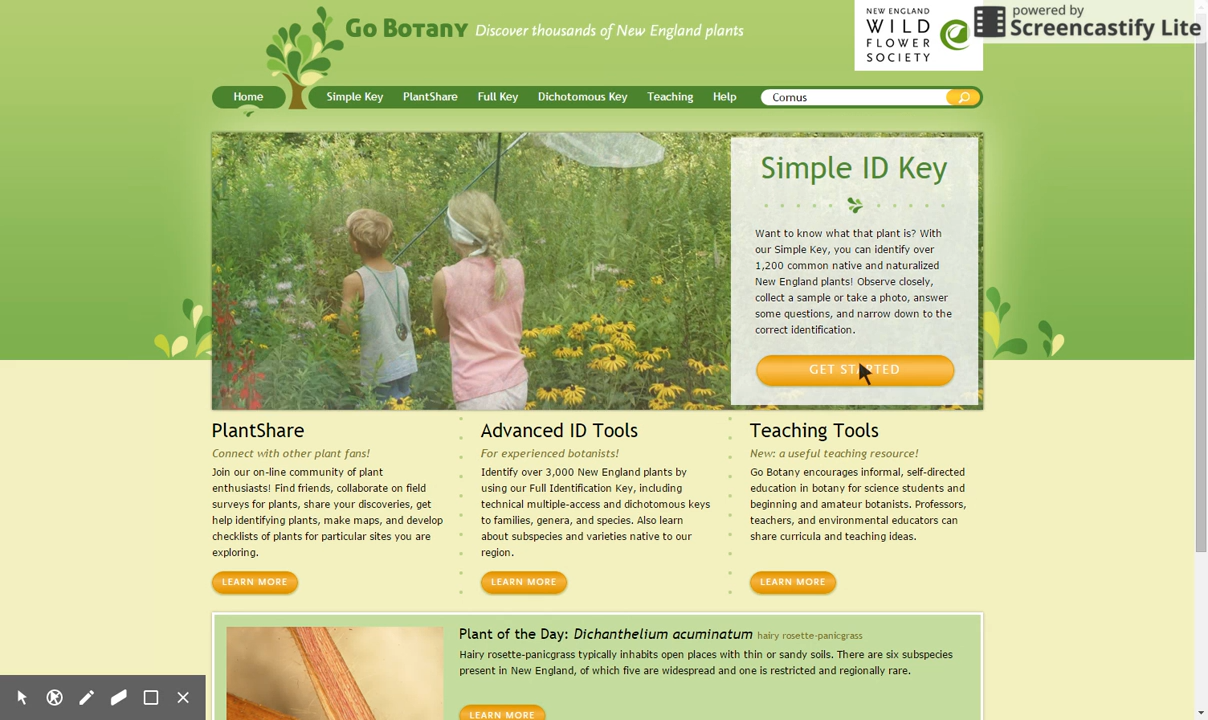 Go Botany Discover thousands of New England plants
NEW ENGLAND
WILD
FLOWER
SOCIETY
powered by
Screencastify Lite
Home Simple Key PlantShare Full Key Dichotomous Key Teaching Help Cornus
Simple ID Key
Want to know what that plant is? With
our Simple Key, you can identify over
1,200 common native and naturalized
New England plants! Observe closely,
collect a sample or take a photo, answer
some questions, and narrow down to the
correct identification.
GET STARTED
PlantShare
Connect with other plant fans!
Join our on-line community of plant
enthusiasts! Find friends, collaborate on field
surveys for plants, share your discoveries, get
help identifying plants, make maps, and develop
checklists of plants for particular sites you are
exploring.
LEARN MORE
Advanced ID Tools
For experienced botanists!
Identify over 3,000 New England plants by
using our Full Identification Key, including
technical multiple-access and dichotomous keys
to families, genera, and species. Also learn
about subspecies and varieties native to our
region.
LEARN MORE
Teaching Tools
New: a useful teaching resource!
Go Botany encourages informal, self-directed
education in botany for science students and
beginning and amateur botanists. Professors,
teachers, and environmental educators can
share curricula and teaching ideas.
LEARN MORE
Plant of the Day: Dichanthelium acuminatum hairy rosette-panicgrass
Hairy rosette-panicgrass typically inhabits open places with thin or sandy soils. There are six subspecies
present in New England, of which five are widespread and one is restricted and regionally rare.
LEARN MORE